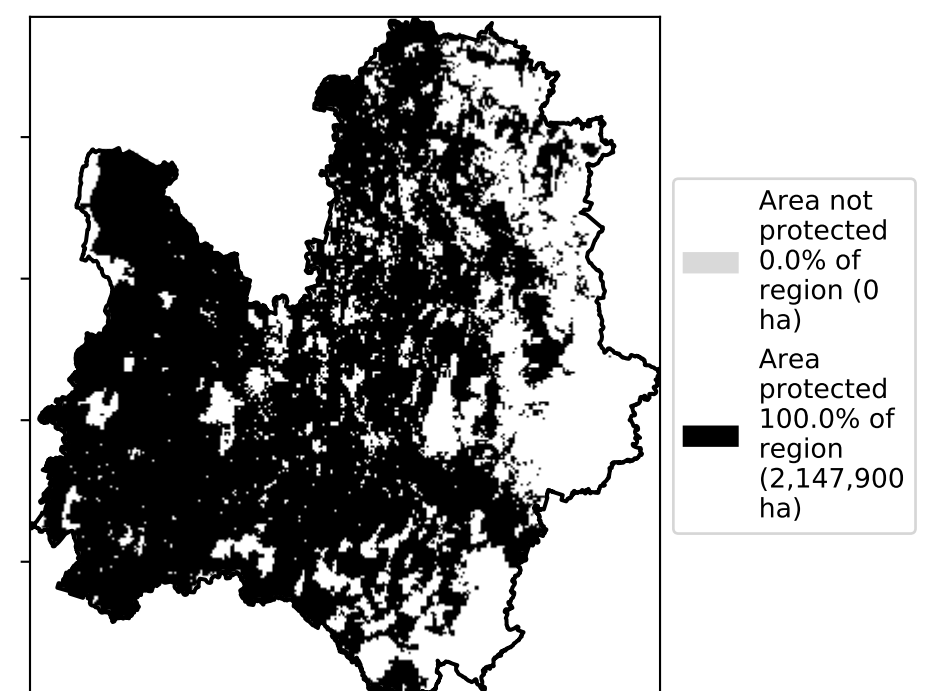 Area not
protected
0.0% of
region (0
ha)
Area
protected
100.0% of
region
(2,147,900
ha)